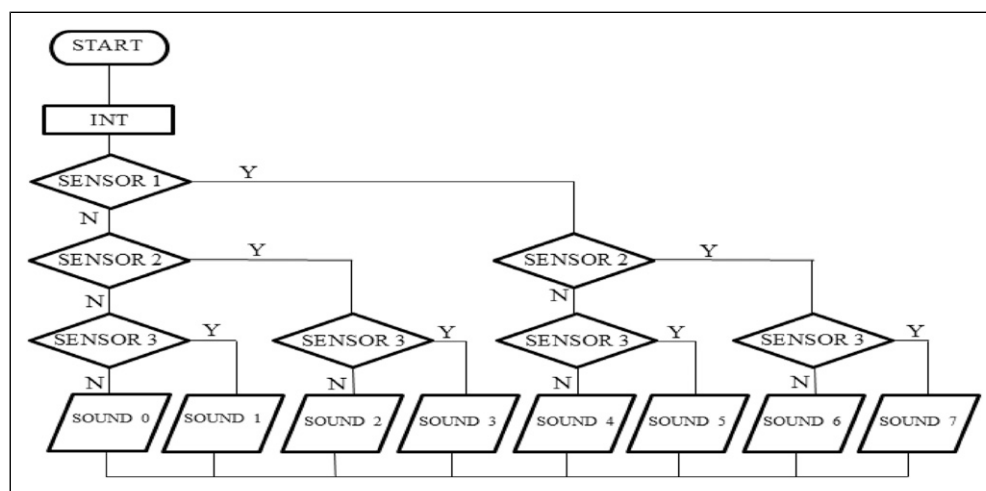 START
INT
SENSOR 1
Y
N
SENSOR 2
Y
SENSOR 2
Y
N
N
SENSOR 3
Y
SENSOR 3
Y
SENSOR 3
Y
SENSOR 3
Y
N
N
N
N
SOUND 0
SOUND 1
SOUND 2
SOUND 3
SOUND 4
SOUND 5
SOUND 6
SOUND 7